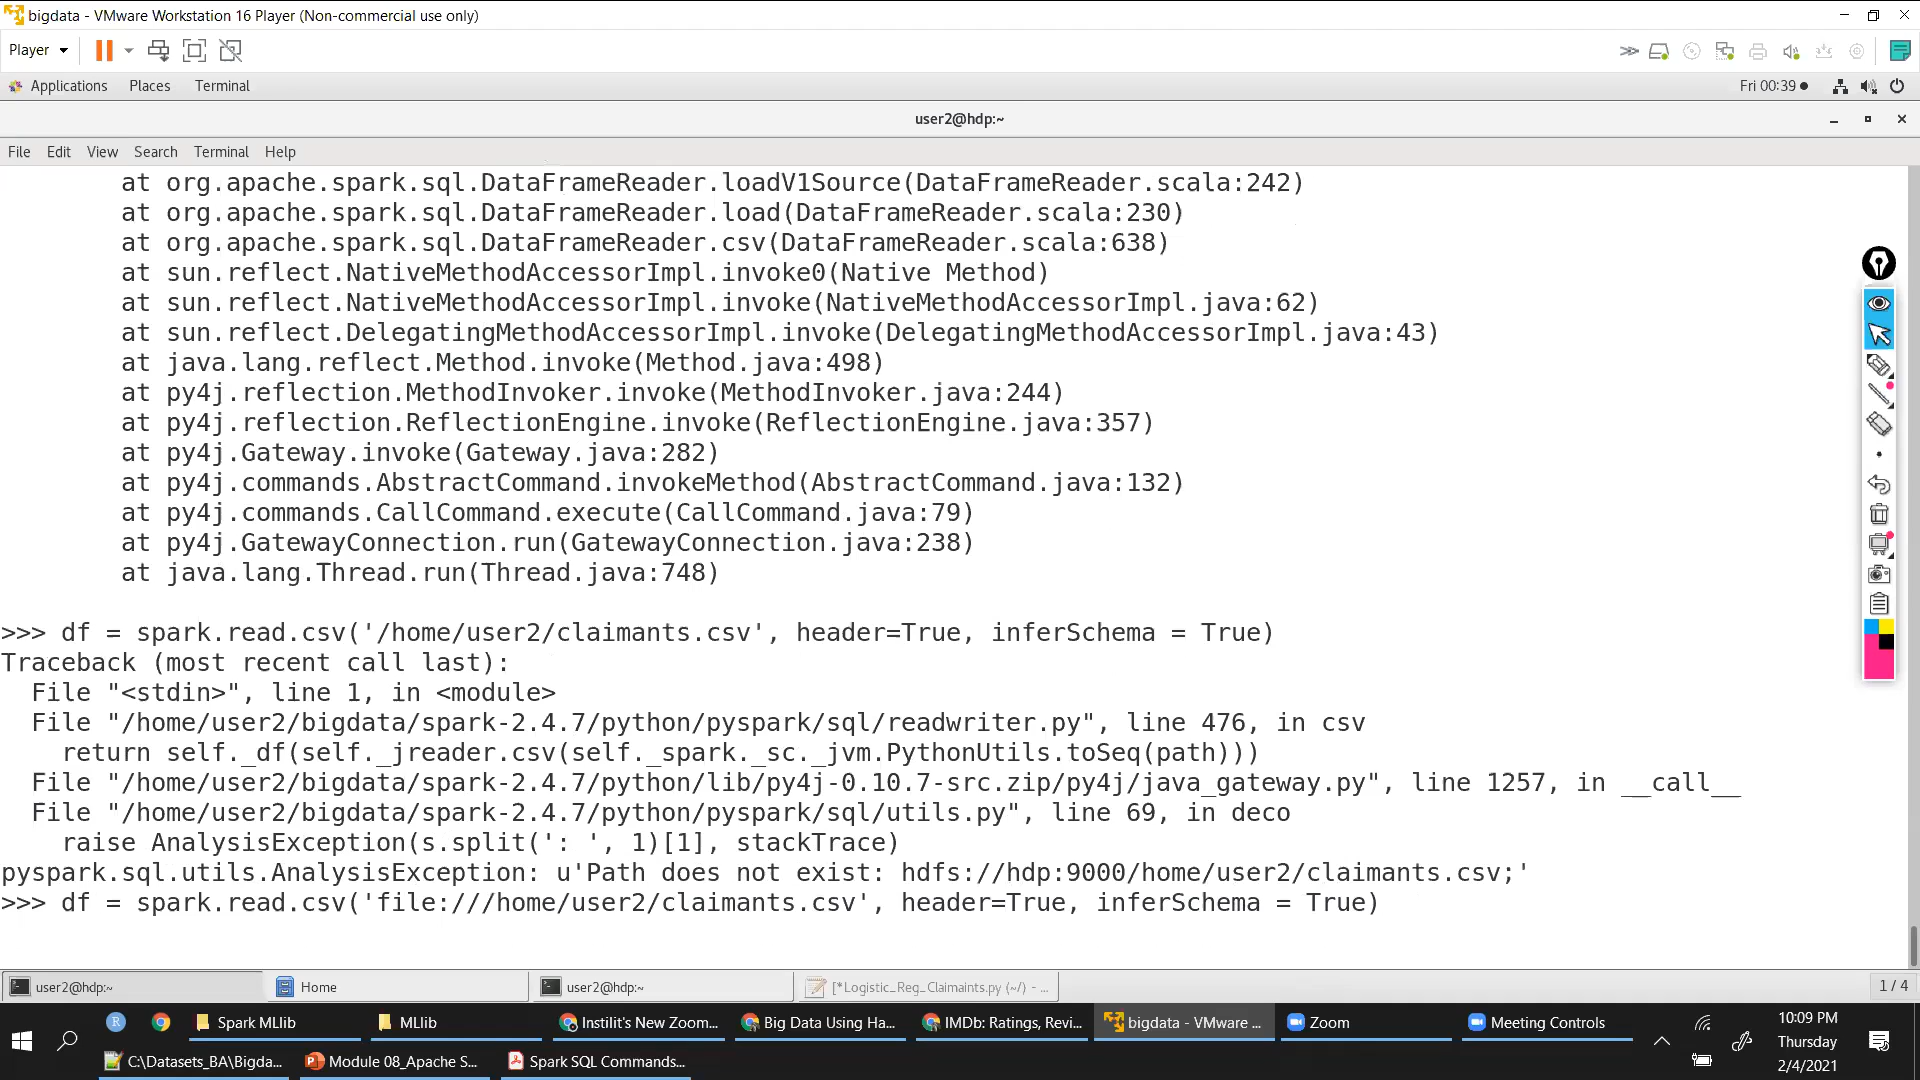 bigdata - VMware Workstation 16 Player (Non-commercial use only)
Player
Applications Places Terminal Fri 00:39
user2@hdp:~
File Edit View Search Terminal Help
at org.apache.spark.sql.DataFrameReader.loadV1Source(DataFrameReader.scala:242)
at org.apache.spark.sql.DataFrameReader.load(DataFrameReader.scala:230)
at org.apache.spark.sql.DataFrameReader.csv(DataFrameReader.scala:638)
at sun.reflect.NativeMethodAccessorImpl.invoke0(Native Method)
at sun.reflect.NativeMethodAccessorImpl.invoke(NativeMethodAccessorImpl.java:62)
at sun.reflect.DelegatingMethodAccessorImpl.invoke(DelegatingMethodAccessorImpl.java:43)
at java.lang.reflect.Method.invoke(Method.java:498)
at py4j.reflection.MethodInvoker.invoke(MethodInvoker.java:244)
at py4j.reflection.ReflectionEngine.invoke(ReflectionEngine.java:357)
at py4j.Gateway.invoke(Gateway.java:282)
at py4j.commands.AbstractCommand.invokeMethod(AbstractCommand.java:132)
at py4j.commands.CallCommand.execute(CallCommand.java:79)
at py4j.GatewayConnection.run(GatewayConnection.java:238)
at java.lang.Thread.run(Thread.java:748)
>>> df = spark.read.csv('/home/user2/claimants.csv', header=True, inferSchema = True)
Traceback (most recent call last):
File "<stdin>", line 1, in <module>
File "/home/user2/bigdata/spark-2.4.7/python/pyspark/sql/readwriter.py", line 476, in csv
return self._df(self._jreader.csv(self._spark._sc._jvm.PythonUtils.toSeq(path)))
File "/home/user2/bigdata/spark-2.4.7/python/lib/py4j-0.10.7-src.zip/py4j/java_gateway.py", line 1257, in __call__
File "/home/user2/bigdata/spark-2.4.7/python/pyspark/sql/utils.py", line 69, in deco
raise AnalysisException(s.split(': ', 1)[1], stackTrace)
pyspark.sql.utils.AnalysisException: u'Path does not exist: hdfs://hdp:9000/home/user2/claimants.csv;'
>>> df = spark.read.csv('file:///home/user2/claimants.csv', header=True, inferSchema = True)
user2@hdp:~ Home user2@hdp:~ [*Logistic_Reg_Claimaints.py (~/) - ... 1 / 4
R Spark MLlib MLlib Instilit's New Zoom... Big Data Using Ha... IMDb: Ratings, Revi... bigdata - VMware ... Zoom Meeting Controls
C:\Datasets_BA\Bigda... Module 08_Apache S... Spark SQL Commands...
10:09 PM
Thursday
2/4/2021